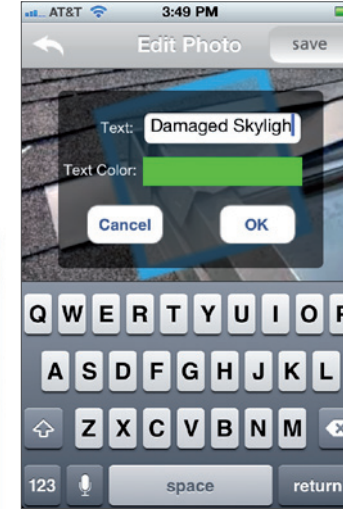 AT&T 3:49 PM
Edit Photo save
Text: Damaged Skyligh
Text Color:
Cancel OK
Q W E R T Y U I O P
A S D F G H J K L
Z X C V B N M
123 space return